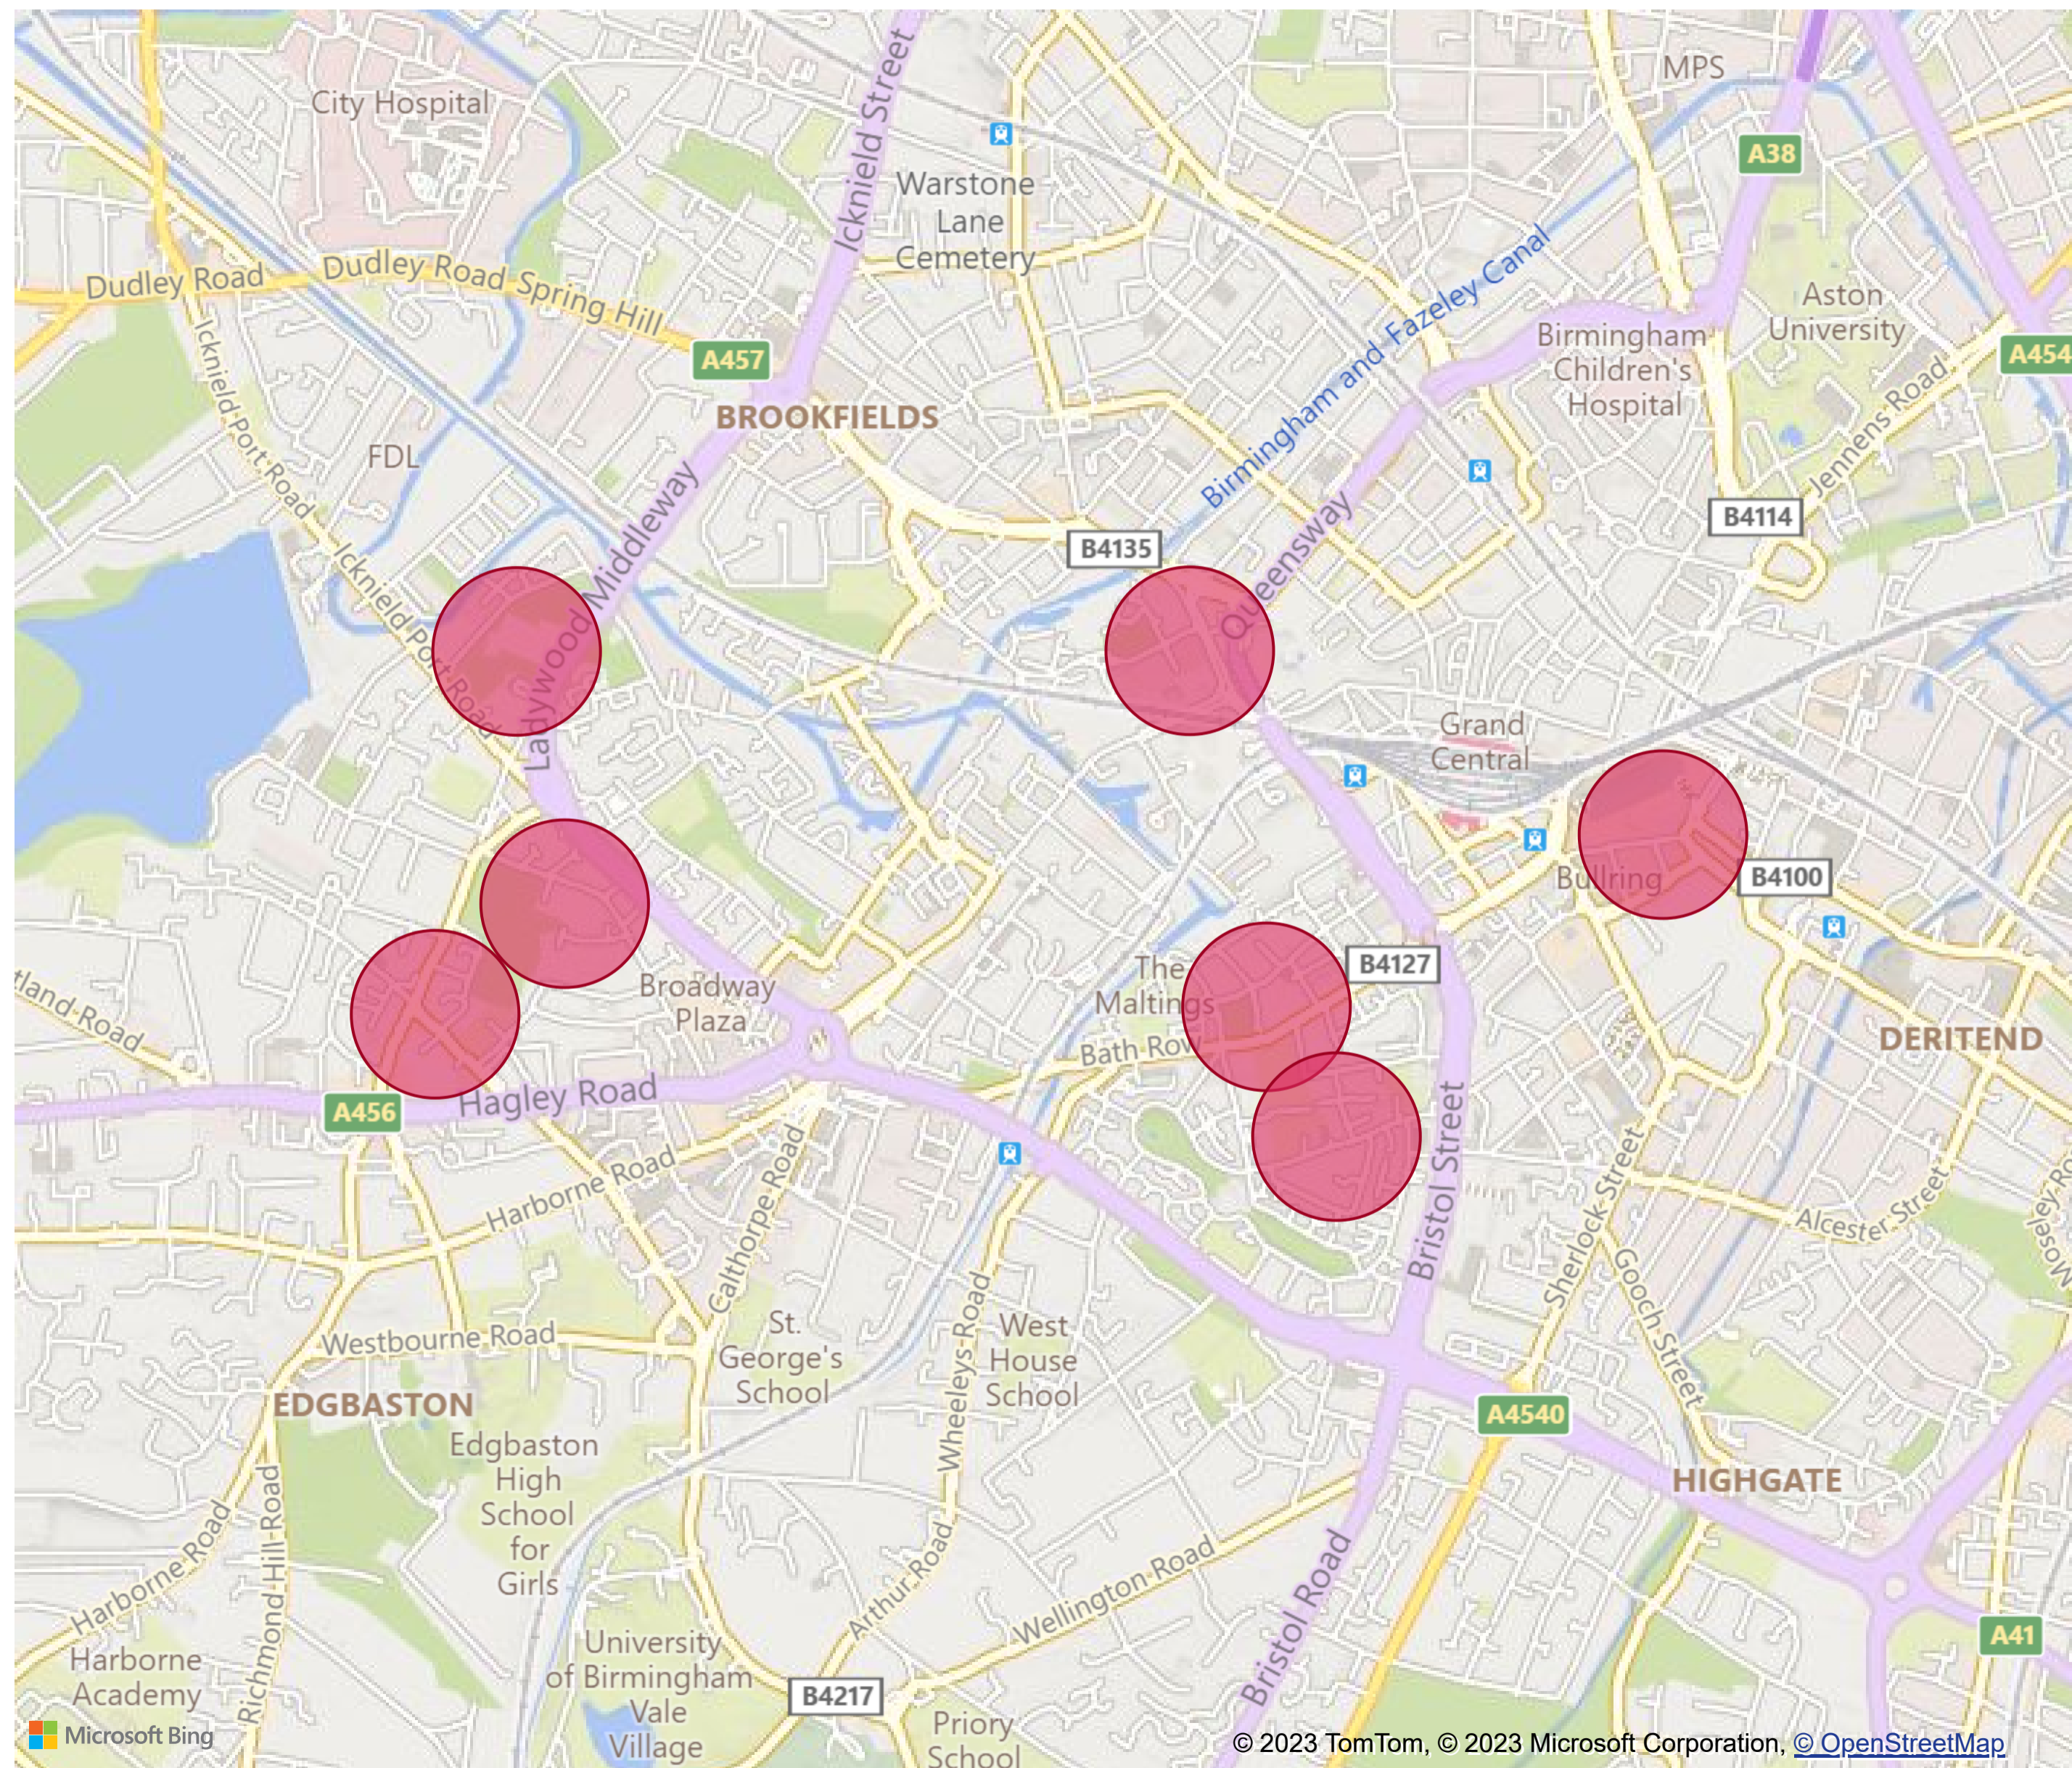 MPS
City Hospital
Icknield Street
A38
Warstone
Lane
Cemetery
Dudley Road
Dudley Road
Spring Hill
Birmingham and Fazeley Canal
Aston
University
Birmingham
Children's
Hospital
A457
A454
Icknield Port Road
BROOKFIELDS
Jennens Road
FDL
B4114
B4135
Queensway
Ladywood Middleway
Icknield Port Road
Grand
Central
Bullring
B4100
B4127
The
Maltings
Broadway
Plaza
tland Road
Bath Row
DERITEND
Hagley Road
A456
Bristol Street
Harborne Road
Calthorpe Road
Sherlock Street
Alcester Street
Gooch Street
Westbourne Road
St.
George's
School
Wheeleys Road
West
House
School
EDGBASTON
A4540
Edgbaston
High
School
for
Girls
HIGHGATE
Harborne Road
Richmond Hill Road
Arthur Road
Wellington Road
Bristol Road
A41
University
of Birmingham
Vale
Village
Harborne
Academy
B4217
Priory
School
Microsoft Bing
© 2023 TomTom, © 2023 Microsoft Corporation, © OpenStreetMap